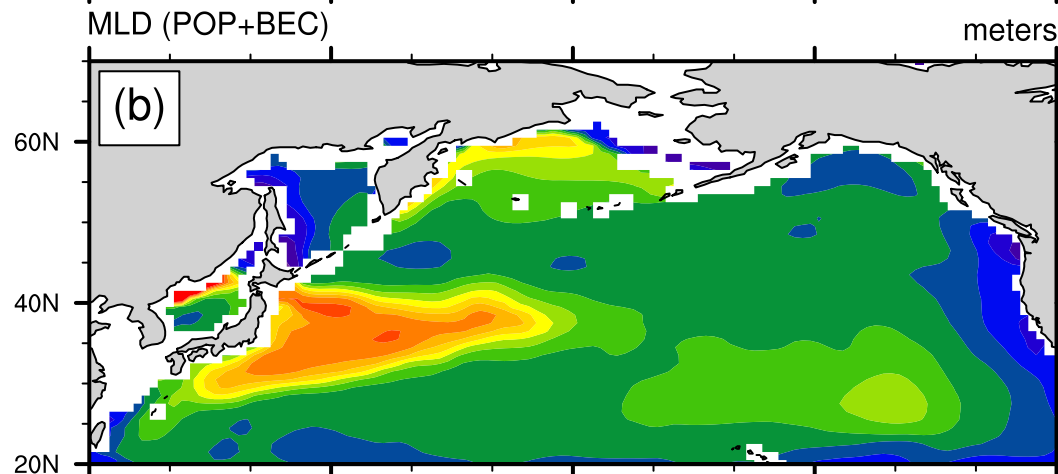 MLD (POP+BEC)
meters
(b)
60N
40N
20N